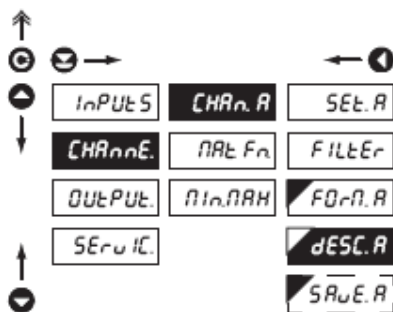 InPUtS CHAn. A SEt. A
CHAnnE. MAt. Fn. FILtEr
OUtPUt. MIn.MAX FOrM. A
SErvIC. dESC. A
SAvE. A